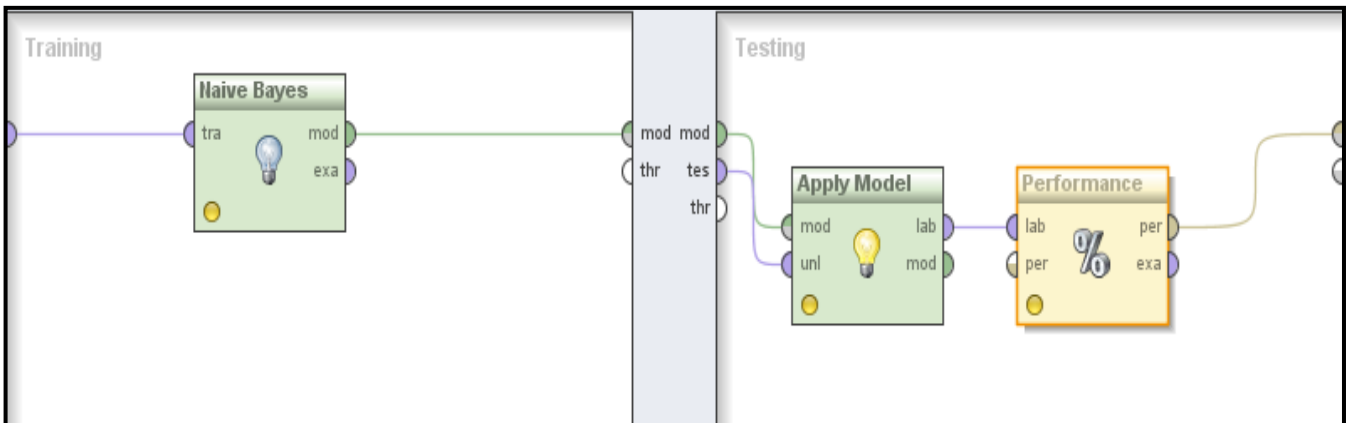 Training
Naive Bayes
tra mod
exa
mod mod
thr tes
thr
Testing
Apply Model
mod lab
unl mod
Performance
%
lab per
per exa